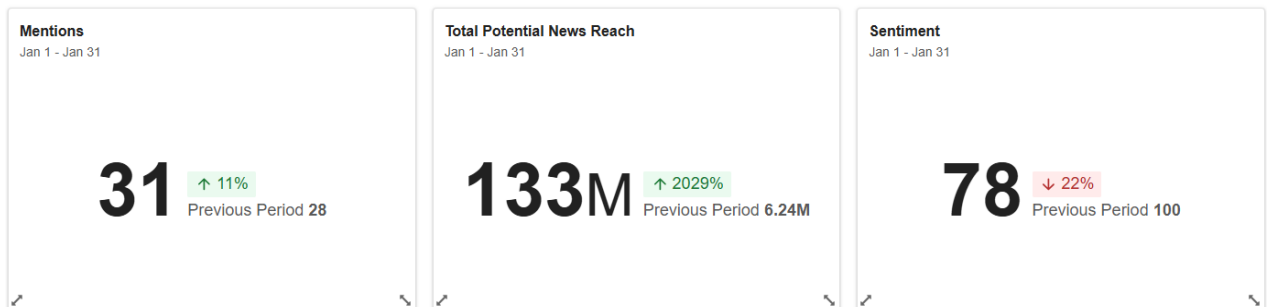 Mentions
Jan 1 - Jan 31
31
↑ 11%
Previous Period 28
Total Potential News Reach
Jan 1 - Jan 31
133M
↑ 2029%
Previous Period 6.24M
Sentiment
Jan 1 - Jan 31
78
↓ 22%
Previous Period 100